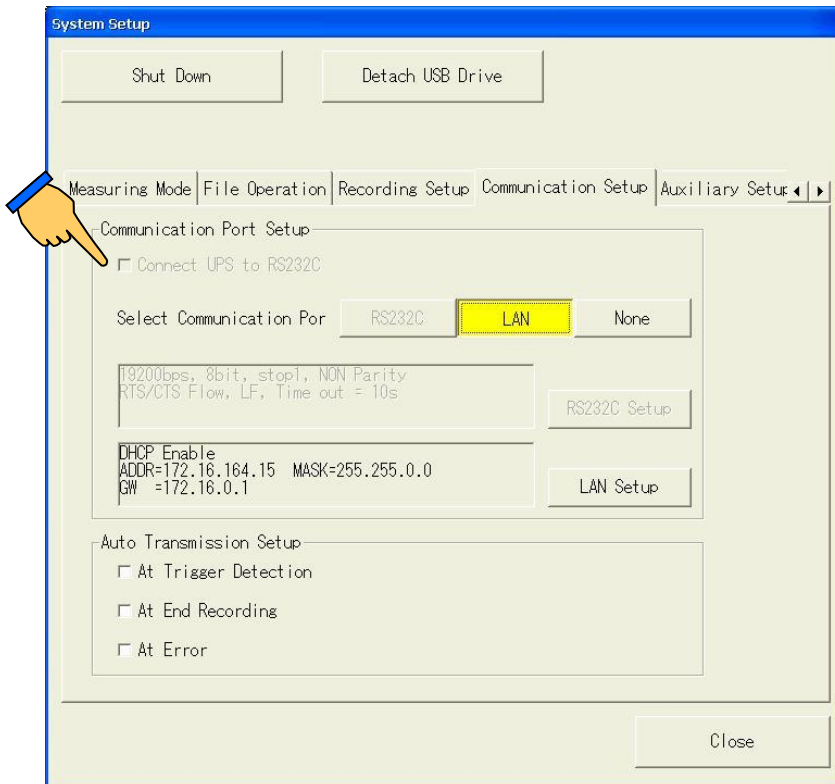 System Setup
Shut Down
Detach USB Drive
Measuring Mode File Operation Recording Setup Communication Setup Auxiliary Setup
Communication Port Setup
Connect UPS to RS232C
Select Communication Por RS232C LAN None
19200bps, 8bit, stop1, NON Parity
RTS/CTS Flow, LF, Time out = 10s
RS232C Setup
DHCP Enable
ADDR=172.16.164.15 MASK=255.255.0.0
GW =172.16.0.1
LAN Setup
Auto Transmission Setup
At Trigger Detection
At End Recording
At Error
Close